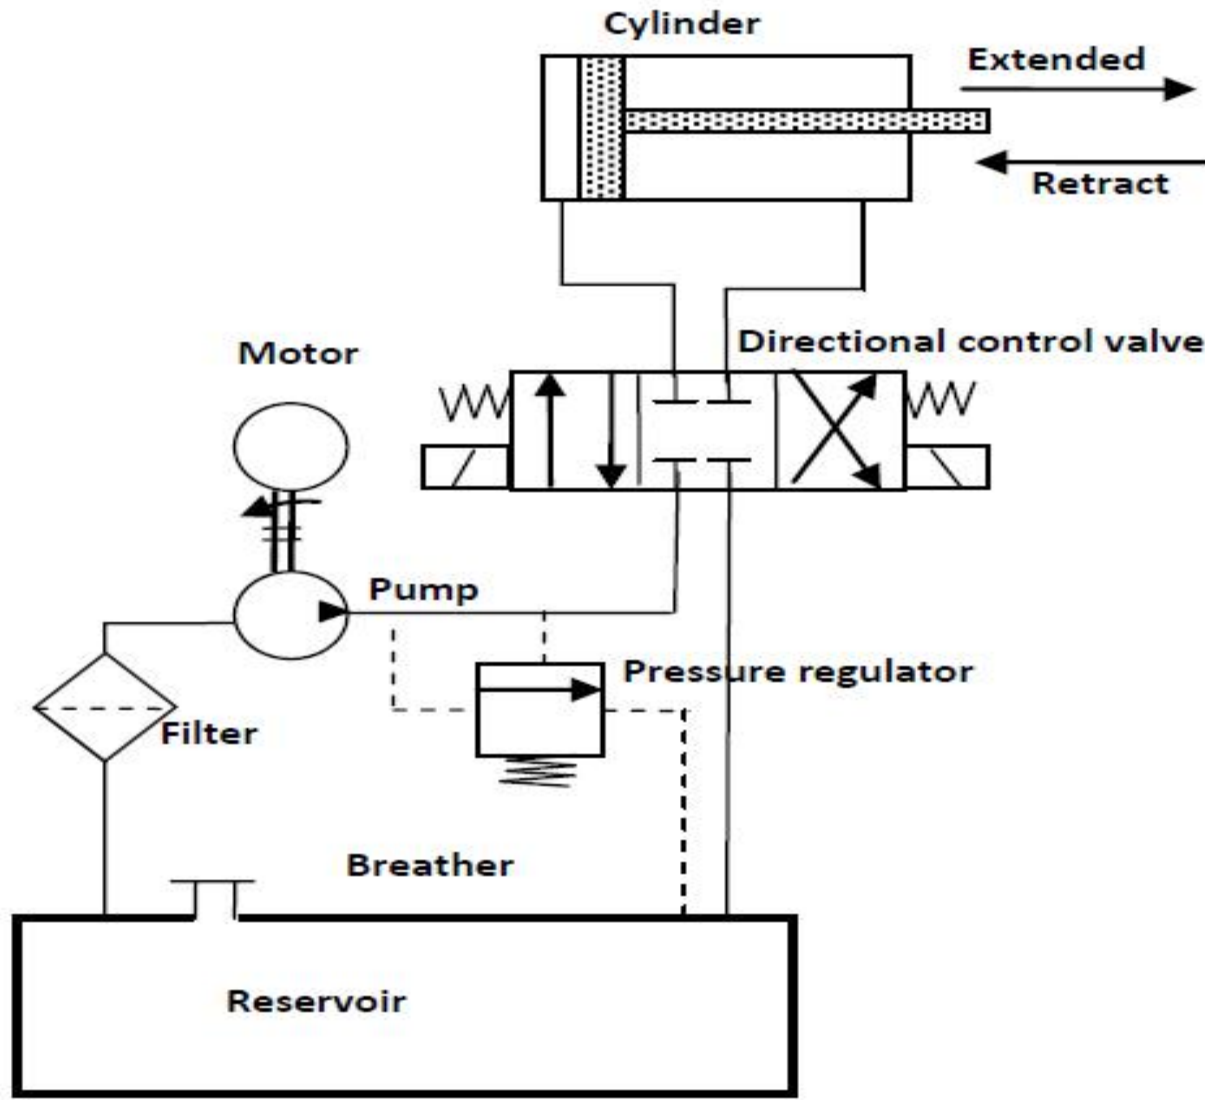 Cylinder
Extended
Retract
Directional control valve
Motor
Pump
Pressure regulator
Filter
Breather
Reservoir